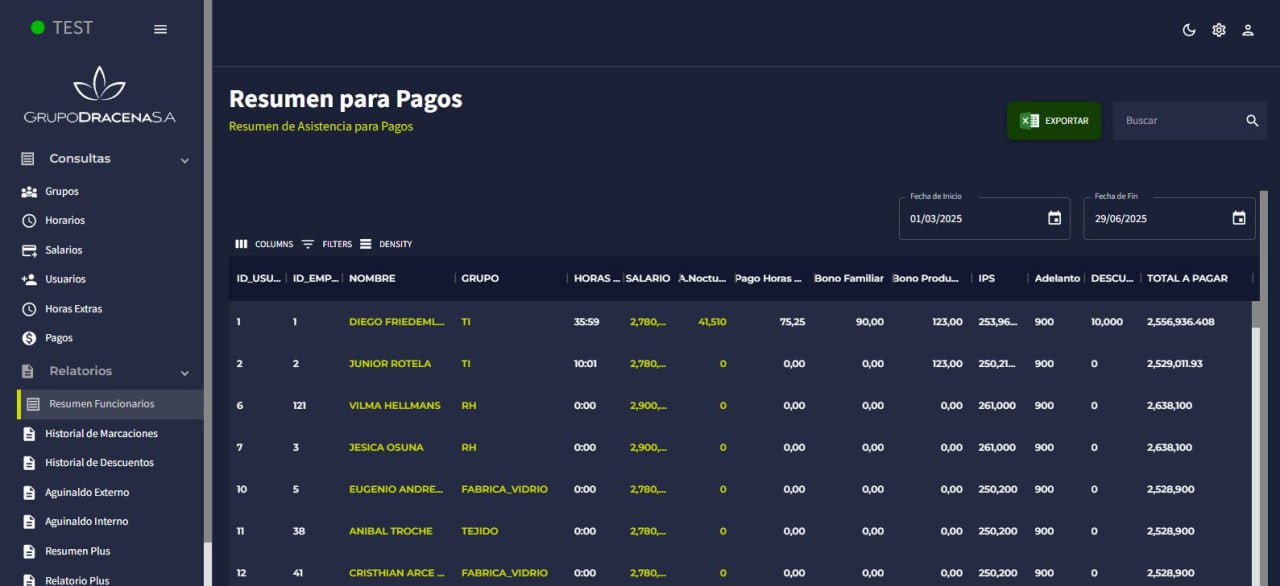 TEST
GRUPODRACENAS.A
Consultas
Grupos
Horarios
Salarios
Usuarios
Horas Extras
Pagos
Relatorios
Resumen Funcionarios
Historial de Marcaciones
Historial de Descuentos
Aguinaldo Externo
Aguinaldo Interno
Resumen Plus
Relatorio Plus
Resumen para Pagos
Resumen de Asistencia para Pagos
EXPORTAR Buscar
Fecha de Inicio Fecha de Fin
01/03/2025 29/06/2025
COLUMNS FILTERS DENSITY
ID_USU... ID_EMP... NOMBRE GRUPO HORAS ... SALARIO A.Noctu... Pago Horas ... Bono Familiar Bono Produ... IPS Adelanto DESCU... TOTAL A PAGAR
1 1 DIEGO FRIEDEML... TI 35:59 2,780,... 41,510 75,25 90,00 123,00 253,96... 900 10,000 2,556,936.408
2 2 JUNIOR ROTELA TI 10:01 2,780,... 0 0,00 0,00 123,00 250,21... 900 0 2,529,011.93
6 121 VILMA HELLMANS RH 0:00 2,900,... 0 0,00 0,00 0,00 261,000 900 0 2,638,100
7 3 JESICA OSUNA RH 0:00 2,900,... 0 0,00 0,00 0,00 261,000 900 0 2,638,100
10 5 EUGENIO ANDRE... FABRICA_VIDRIO 0:00 2,780,... 0 0,00 0,00 0,00 250,200 900 0 2,528,900
11 38 ANIBAL TROCHE TEJIDO 0:00 2,780,... 0 0,00 0,00 0,00 250,200 900 0 2,528,900
12 41 CRISTHIAN ARCE ... FABRICA_VIDRIO 0:00 2,780,... 0 0,00 0,00 0,00 250,200 900 0 2,528,900